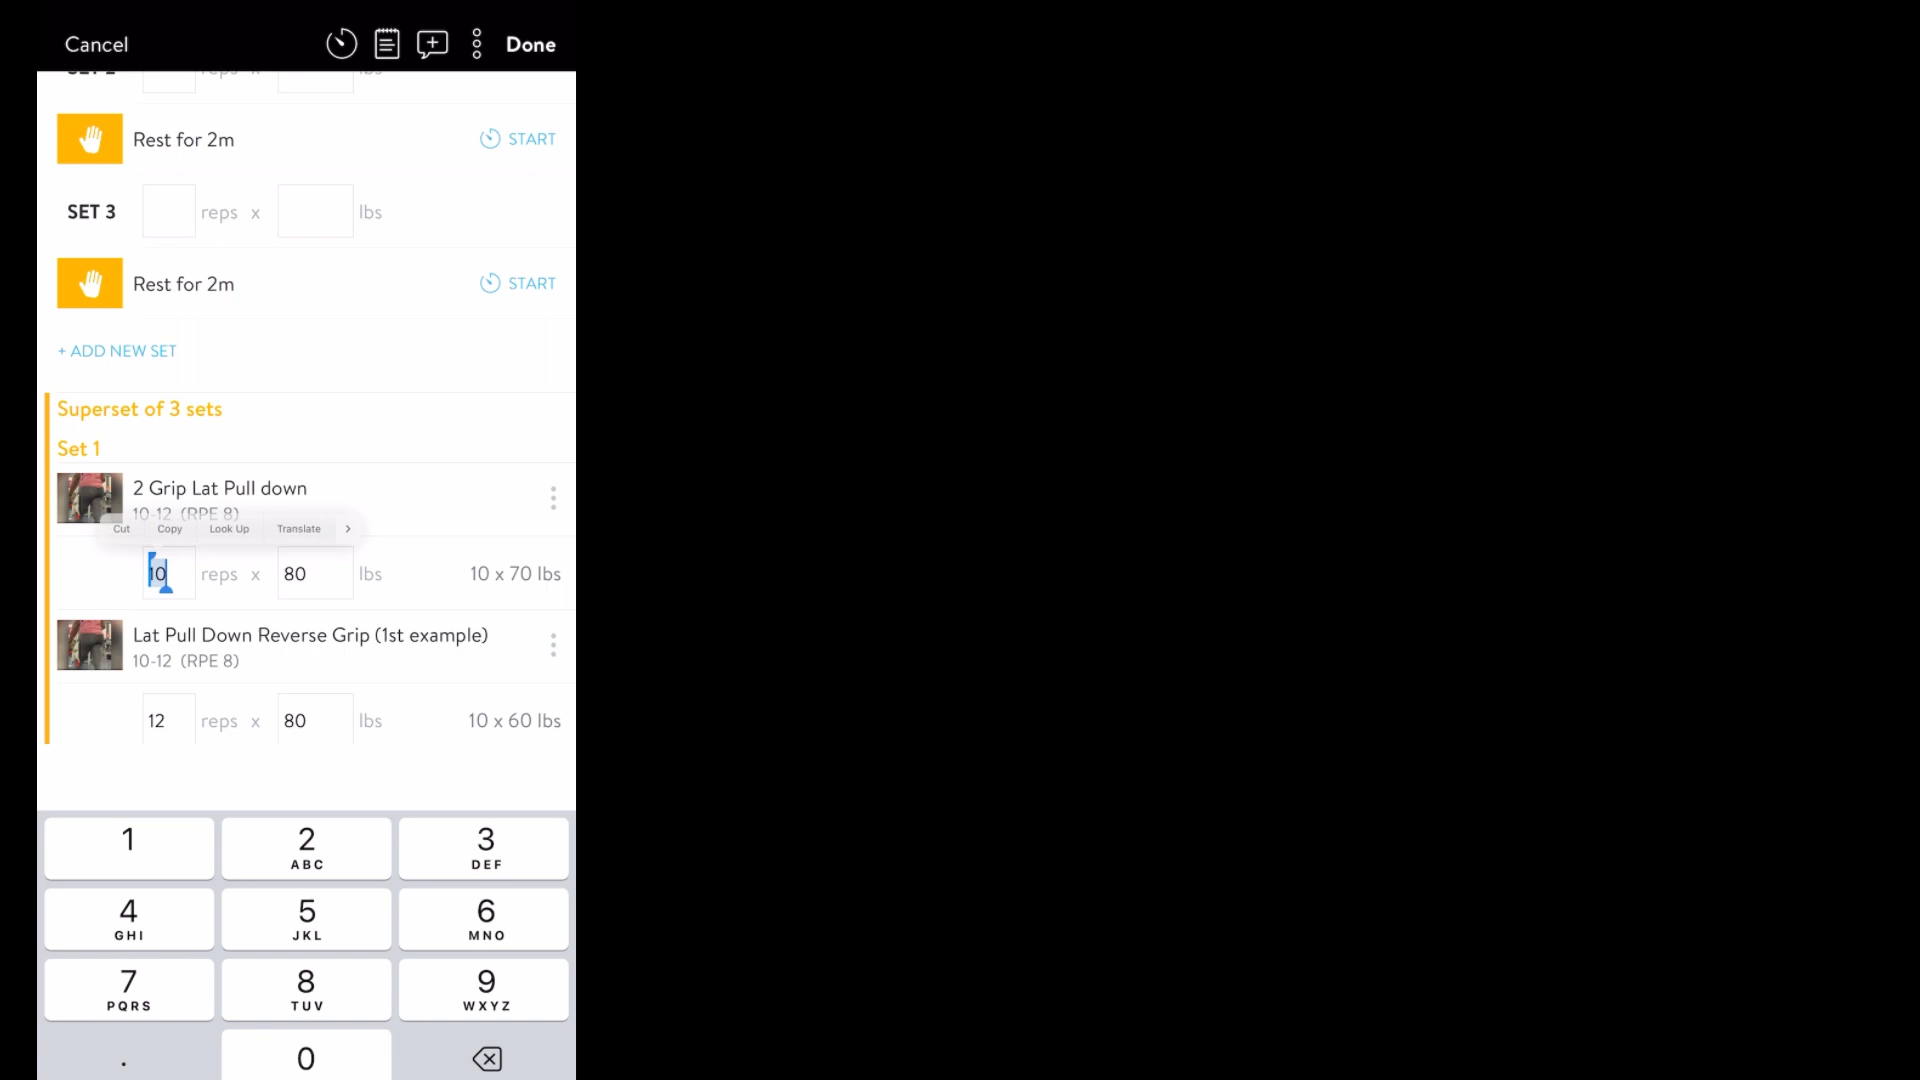 Cancel Done
SET 2 reps x lbs
Rest for 2m START
SET 3 reps x lbs
Rest for 2m START
+ ADD NEW SET
Superset of 3 sets
Set 1
2 Grip Lat Pull down
10-12 (RPE 8)
Cut Copy Look Up Translate >
10 reps x 80 lbs 10 x 70 lbs
Lat Pull Down Reverse Grip (1st example)
10-12 (RPE 8)
12 reps x 80 lbs 10 x 60 lbs
1 2 3
ABC DEF
4 5 6
GHI JKL MNO
7 8 9
PQRS TUV WXYZ
. 0